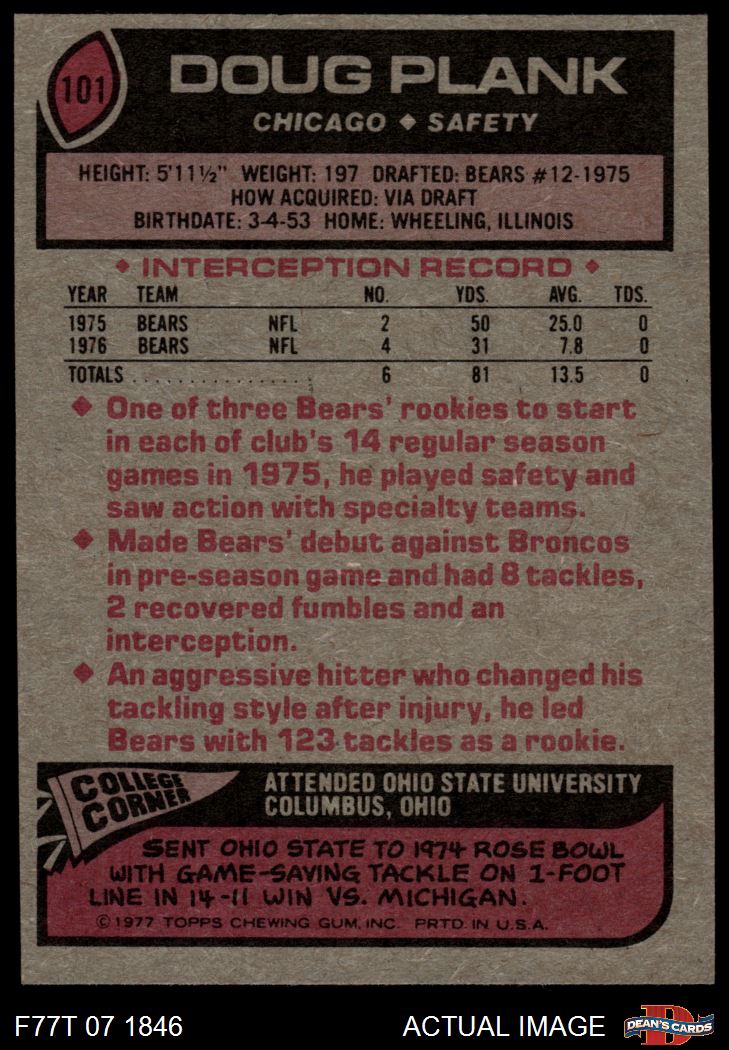 101
DOUG PLANK
CHICAGO ◆ SAFETY
HEIGHT: 5'11½" WEIGHT: 197 DRAFTED: BEARS #12-1975
HOW ACQUIRED: VIA DRAFT
BIRTHDATE: 3-4-53 HOME: WHEELING, ILLINOIS
◆ INTERCEPTION RECORD ◆
YEAR TEAM NO. YDS. AVG. TDS.
1975 BEARS NFL 2 50 25.0 0
1976 BEARS NFL 4 31 7.8 0
TOTALS . . . . . . . . . . . . . . . . . 6 81 13.5 0
◆ One of three Bears' rookies to start
in each of club's 14 regular season
games in 1975, he played safety and
saw action with specialty teams.
◆ Made Bears' debut against Broncos
in pre-season game and had 8 tackles,
2 recovered fumbles and an
interception.
◆ An aggressive hitter who changed his
tackling style after injury, he led
Bears with 123 tackles as a rookie.
COLLEGE
CORNER
ATTENDED OHIO STATE UNIVERSITY
COLUMBUS, OHIO
SENT OHIO STATE TO 1974 ROSE BOWL
WITH GAME-SAVING TACKLE ON 1-FOOT
LINE IN 14-11 WIN VS. MICHIGAN.
© 1977 TOPPS CHEWING GUM, INC. PRTD. IN U.S.A.
F77T 07 1846
ACTUAL IMAGE
D
DEAN'S CARDS